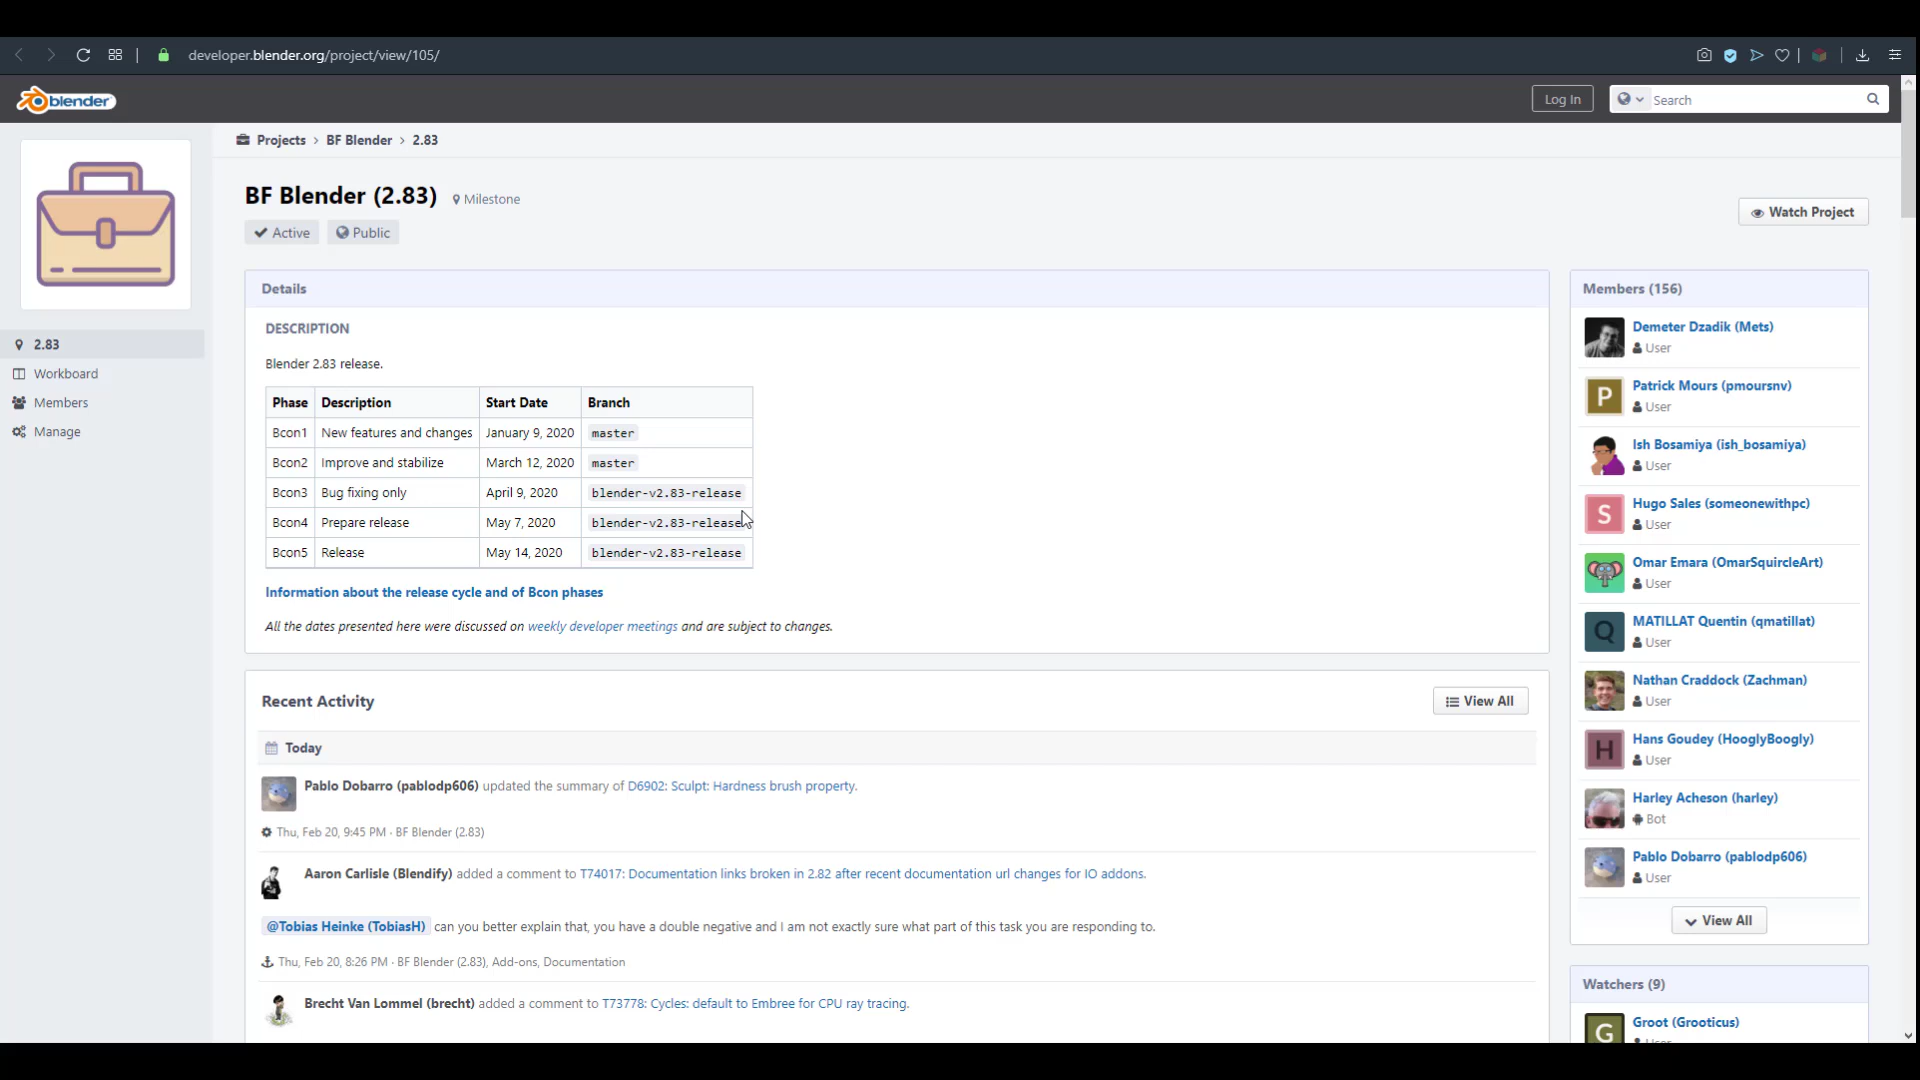 developer.blender.org/project/view/105/
blender
Log In
Search
Projects > BF Blender > 2.83
BF Blender (2.83) Milestone
Active Public
Watch Project
2.83
Workboard
Members
Manage
Details
DESCRIPTION
Blender 2.83 release.
Phase Description Start Date Branch
Bcon1 New features and changes January 9, 2020 master
Bcon2 Improve and stabilize March 12, 2020 master
Bcon3 Bug fixing only April 9, 2020 blender-v2.83-release
Bcon4 Prepare release May 7, 2020 blender-v2.83-release
Bcon5 Release May 14, 2020 blender-v2.83-release
Information about the release cycle and of Bcon phases
All the dates presented here were discussed on weekly developer meetings and are subject to changes.
Recent Activity
View All
Today
Pablo Dobarro (pablodp606) updated the summary of D6902: Sculpt: Hardness brush property.
Thu, Feb 20, 9:45 PM · BF Blender (2.83)
Aaron Carlisle (Blendify) added a comment to T74017: Documentation links broken in 2.82 after recent documentation url changes for IO addons.
@Tobias Heinke (TobiasH) can you better explain that, you have a double negative and I am not exactly sure what part of this task you are responding to.
Thu, Feb 20, 8:26 PM · BF Blender (2.83), Add-ons, Documentation
Brecht Van Lommel (brecht) added a comment to T73778: Cycles: default to Embree for CPU ray tracing.
Members (156)
Demeter Dzadik (Mets)
User
P
Patrick Mours (pmoursnv)
User
Ish Bosamiya (ish_bosamiya)
User
S
Hugo Sales (someonewithpc)
User
Omar Emara (OmarSquircleArt)
User
Q
MATILLAT Quentin (qmatillat)
User
Nathan Craddock (Zachman)
User
H
Hans Goudey (HooglyBoogly)
User
Harley Acheson (harley)
Bot
Pablo Dobarro (pablodp606)
User
View All
Watchers (9)
G
Groot (Grooticus)